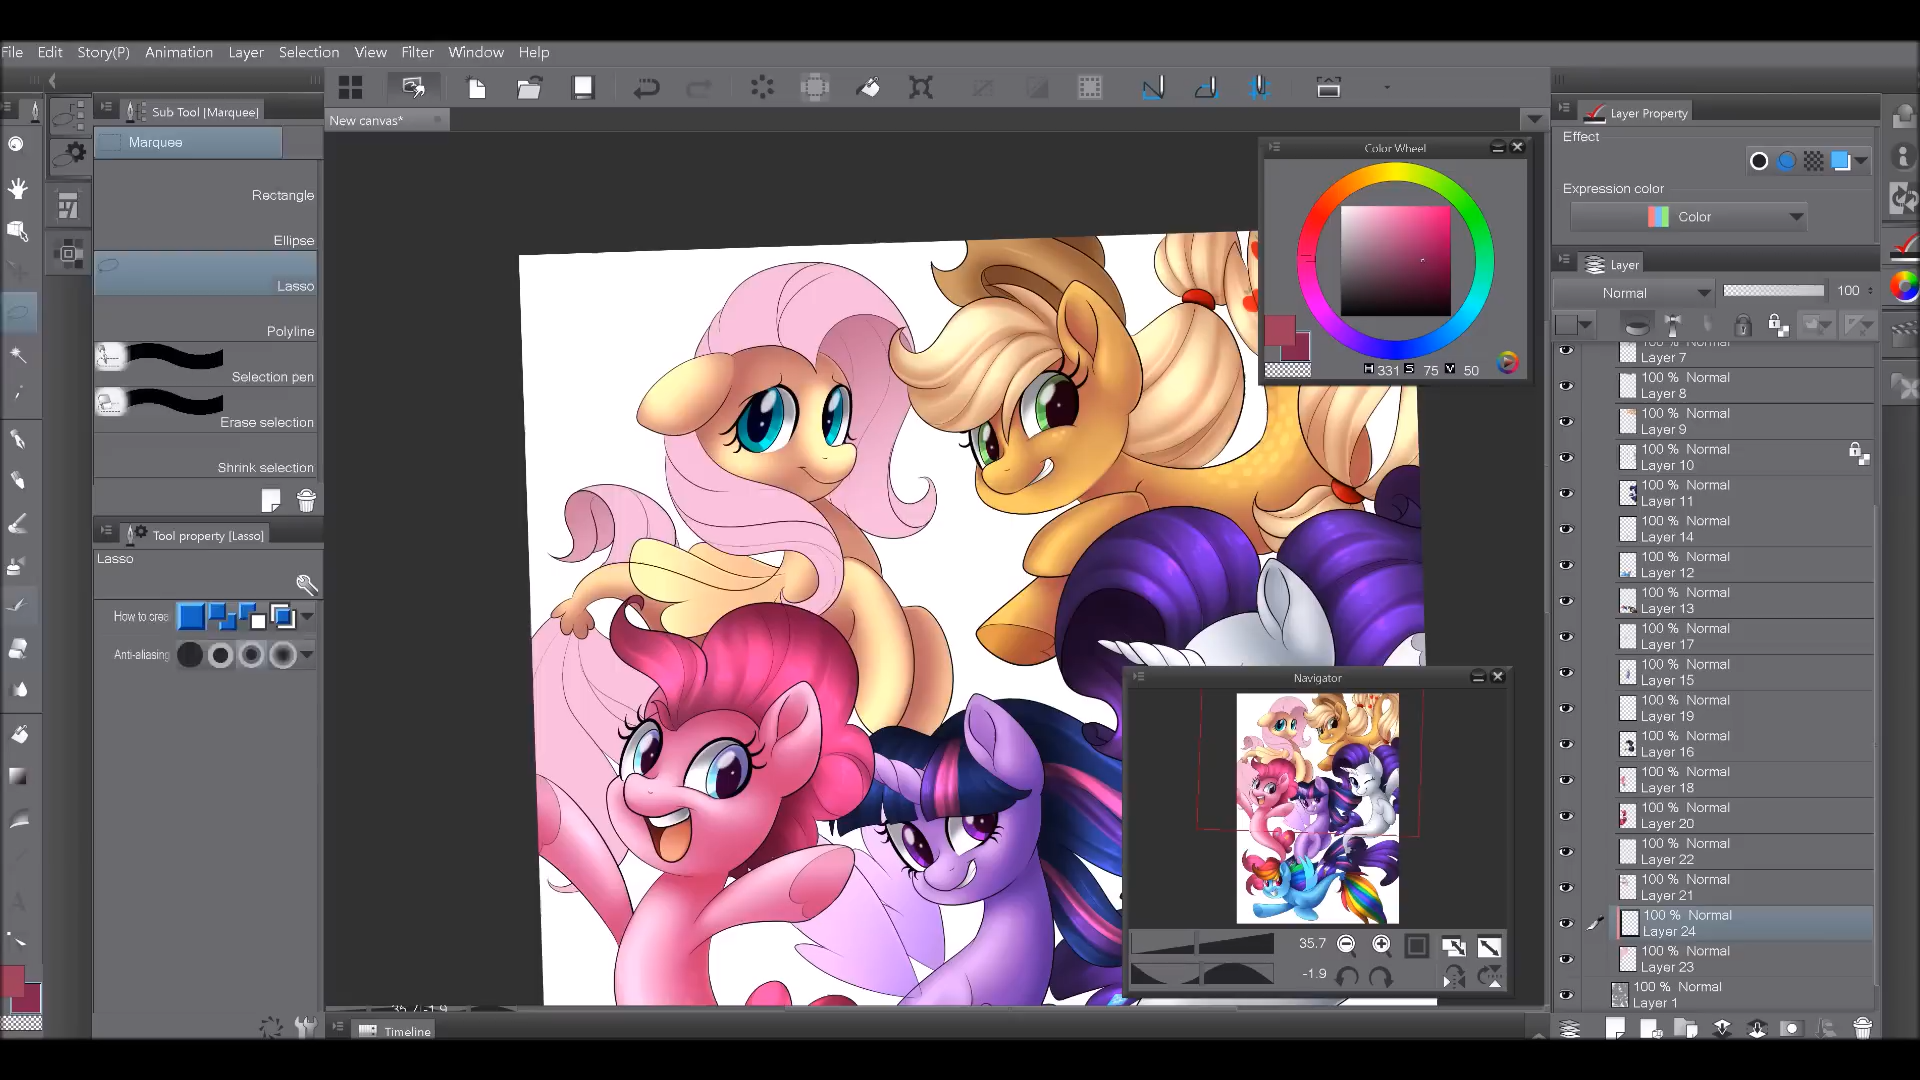 File Edit Story(P) Animation Layer Selection View Filter Window Help
Sub Tool [Marquee]
Marquee
Rectangle
Ellipse
Lasso
Polyline
Selection pen
Erase selection
Shrink selection
Tool property [Lasso]
Lasso
How to crea
Anti-aliasing
New canvas*
Color Wheel
H 331 S 75 V 50
Navigator
35.7
-1.9
Timeline
Layer Property
Effect
Expression color
Color
Layer
Normal 100
Layer 7
100 % Normal
Layer 8
100 % Normal
Layer 9
100 % Normal
Layer 10
100 % Normal
Layer 11
100 % Normal
Layer 14
100 % Normal
Layer 12
100 % Normal
Layer 13
100 % Normal
Layer 17
100 % Normal
Layer 15
100 % Normal
Layer 19
100 % Normal
Layer 16
100 % Normal
Layer 18
100 % Normal
Layer 20
100 % Normal
Layer 22
100 % Normal
Layer 21
100 % Normal
Layer 24
100 % Normal
Layer 23
100 % Normal
Layer 1